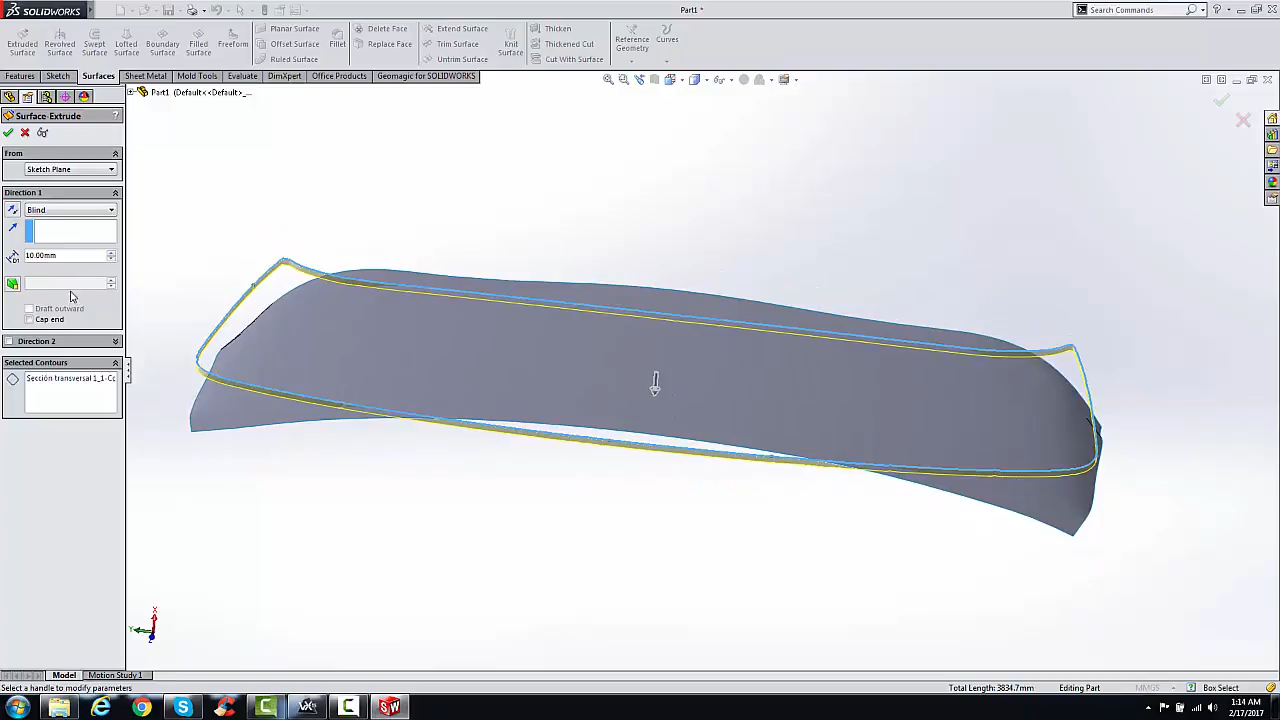 SOLIDWORKS
Part1 *
Search Commands
Extruded Surface
Revolved Surface
Swept Surface
Lofted Surface
Boundary Surface
Filled Surface
Freeform
Planar Surface
Offset Surface
Ruled Surface
Fillet
Delete Face
Replace Face
Extend Surface
Trim Surface
Untrim Surface
Knit Surface
Thicken
Thickened Cut
Cut With Surface
Reference Geometry
Curves
Features
Sketch
Surfaces
Sheet Metal
Mold Tools
Evaluate
DimXpert
Office Products
Geomagic for SOLIDWORKS
Part1 (Default<<Default>_...
Surface-Extrude
?
From
Sketch Plane
Direction 1
Blind
10.00mm
Draft outward
Cap end
Direction 2
Selected Contours
Sección transversal 1_1-Cc
X
Y
Z
Model
Motion Study 1
Select a handle to modify parameters
Total Length: 3834.7mm
Editing Part
MMGS
Box Select
1:14 AM
2/17/2017